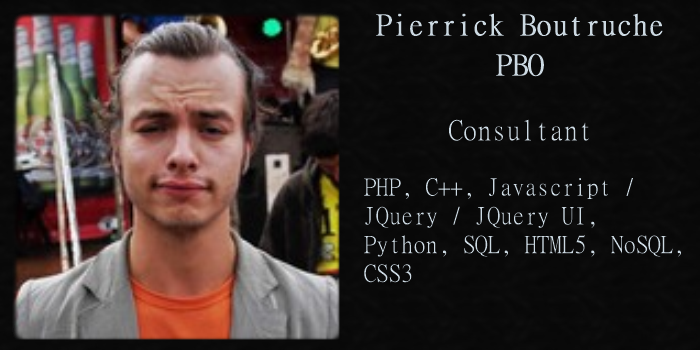 Pierrick Boutruche
PBO
Consultant
PHP, C++, Javascript /
JQuery / JQuery UI,
Python, SQL, HTML5, NoSQL,
CSS3